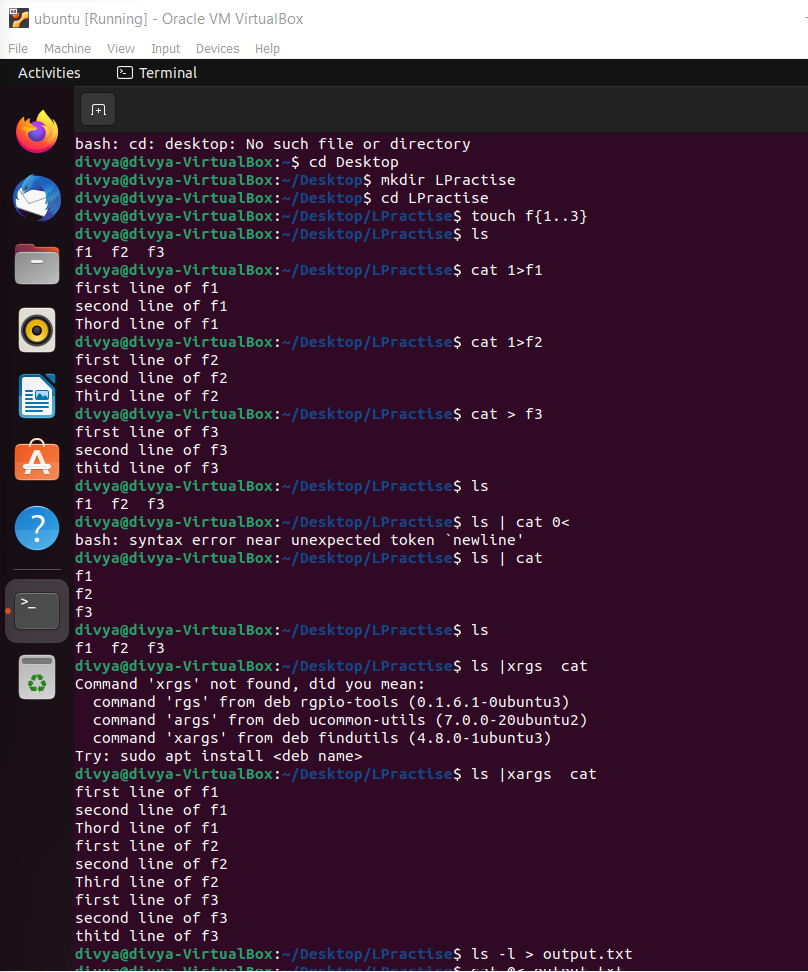 ubuntu [Running] - Oracle VM VirtualBox
File Machine View Input Devices Help
Activities Terminal
bash: cd: desktop: No such file or directory
divya@divya-VirtualBox:~$ cd Desktop
divya@divya-VirtualBox:~/Desktop$ mkdir LPractise
divya@divya-VirtualBox:~/Desktop$ cd LPractise
divya@divya-VirtualBox:~/Desktop/LPractise$ touch f{1..3}
divya@divya-VirtualBox:~/Desktop/LPractise$ ls
f1  f2  f3
divya@divya-VirtualBox:~/Desktop/LPractise$ cat 1>f1
first line of f1
second line of f1
Thord line of f1
divya@divya-VirtualBox:~/Desktop/LPractise$ cat 1>f2
first line of f2
second line of f2
Third line of f2
divya@divya-VirtualBox:~/Desktop/LPractise$ cat > f3
first line of f3
second line of f3
thitd line of f3
divya@divya-VirtualBox:~/Desktop/LPractise$ ls
f1  f2  f3
divya@divya-VirtualBox:~/Desktop/LPractise$ ls | cat 0<
bash: syntax error near unexpected token `newline'
divya@divya-VirtualBox:~/Desktop/LPractise$ ls | cat
f1
f2
f3
divya@divya-VirtualBox:~/Desktop/LPractise$ ls
f1  f2  f3
divya@divya-VirtualBox:~/Desktop/LPractise$ ls |xrgs  cat
Command 'xrgs' not found, did you mean:
  command 'rgs' from deb rgpio-tools (0.1.6.1-0ubuntu3)
  command 'args' from deb ucommon-utils (7.0.0-20ubuntu2)
  command 'xargs' from deb findutils (4.8.0-1ubuntu3)
Try: sudo apt install <deb name>
divya@divya-VirtualBox:~/Desktop/LPractise$ ls |xargs  cat
first line of f1
second line of f1
Thord line of f1
first line of f2
second line of f2
Third line of f2
first line of f3
second line of f3
thitd line of f3
divya@divya-VirtualBox:~/Desktop/LPractise$ ls -l > output.txt
divya@divya-VirtualBox:~/Desktop/LPractise$ cat 0< output.txt